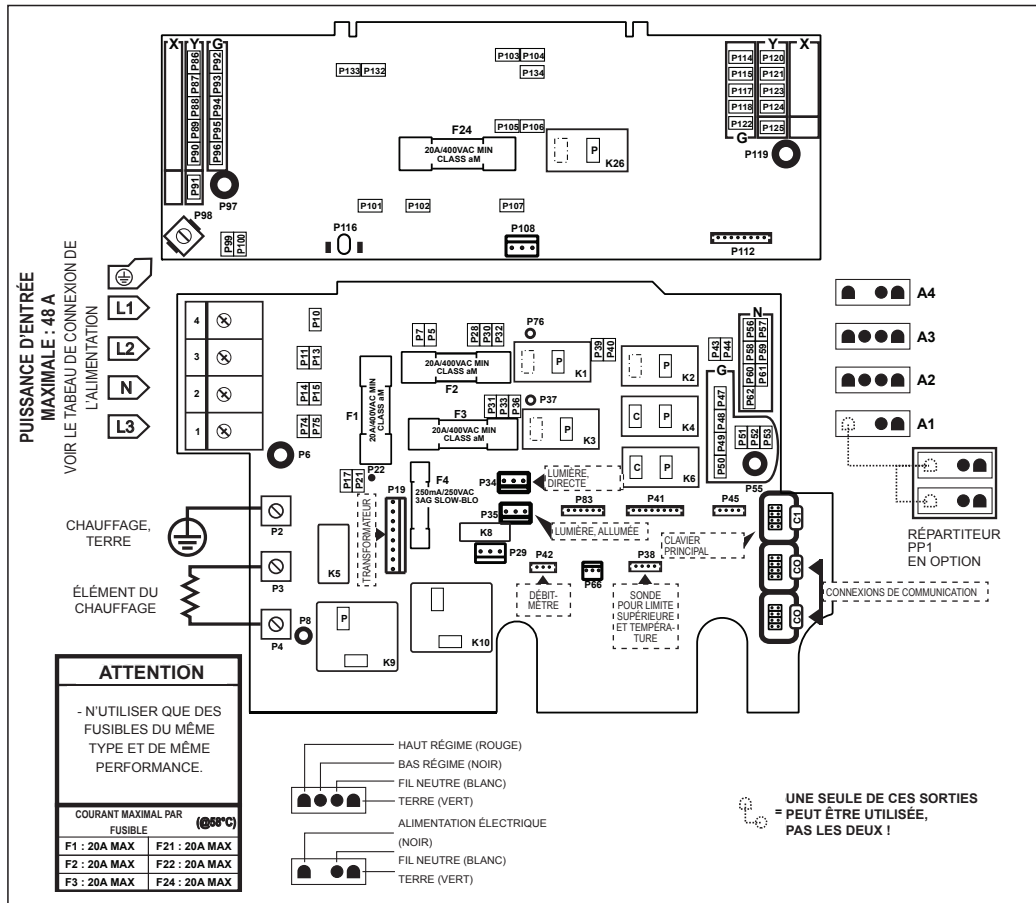 X Y G
P86
P87
P88
P89
P90
P91
P92
P93
P94
P95
P96
P97
P98
P99
P100
P133 P132
P103 P104
P134
P105 P106
F24
20A/400VAC MIN
CLASS aM
P
K26
P101
P102
P107
P116
P108
P112
Y X
P114 P120
P115 P121
P117 P123
P118 P124
P122 P125
G
P119
PUISSANCE D'ENTRÉE
MAXIMALE : 48 A
VOIR LE TABEAU DE CONNEXION DE
L'ALIMENTATION
L1
L2
N
L3
4
3
2
1
P10
P11 P13
P14 P15
P74 P75
P6
P7 P5
P28 P30 P32
F1
20A/400VAC MIN
CLASS aM
20A/400VAC MIN
CLASS aM
F2
F3
20A/400VAC MIN
CLASS aM
P31 P33 P36
P76
P
K1
P39 P40
P37
P
K3
P
K2
C P
K4
C P
K6
P43 P44
N
P56 P57
P58 P59
P60 P61
P62
G
P47
P48
P49
P50
P51 P52 P53
P55
P17 P21
P22
P19
TRANSFORMATEUR
F4
250mA/250VAC
3AG SLOW-BLO
P34
LUMIÈRE,
DIRECTE
P35
LUMIÈRE, ALLUMÉE
K8
P29
P83
P41
P45
CLAVIER
PRINCIPAL
P42
DÉBIT-
MÈTRE
P66
P38
SONDE
POUR LIMITE
SUPÉRIEURE
ET TEMPÉRA-
TURE
CI
CO
CO
CONNEXIONS DE COMMUNICATION
A4
A3
A2
A1
RÉPARTITEUR
PP1
EN OPTION
CHAUFFAGE,
TERRE
P2
P3
ÉLÉMENT DU
CHAUFFAGE
P4
P8
K5
P
K9
K10
ATTENTION
- N'UTILISER QUE DES
FUSIBLES DU MÊME
TYPE ET DE MÊME
PERFORMANCE.
COURANT MAXIMAL PAR
FUSIBLE
(@58°C)
F1 : 20A MAX F21 : 20A MAX
F2 : 20A MAX F22 : 20A MAX
F3 : 20A MAX F24 : 20A MAX
HAUT RÉGIME (ROUGE)
BAS RÉGIME (NOIR)
FIL NEUTRE (BLANC)
TERRE (VERT)
ALIMENTATION ÉLECTRIQUE
(NOIR)
FIL NEUTRE (BLANC)
TERRE (VERT)
UNE SEULE DE CES SORTIES
= PEUT ÊTRE UTILISÉE,
PAS LES DEUX !